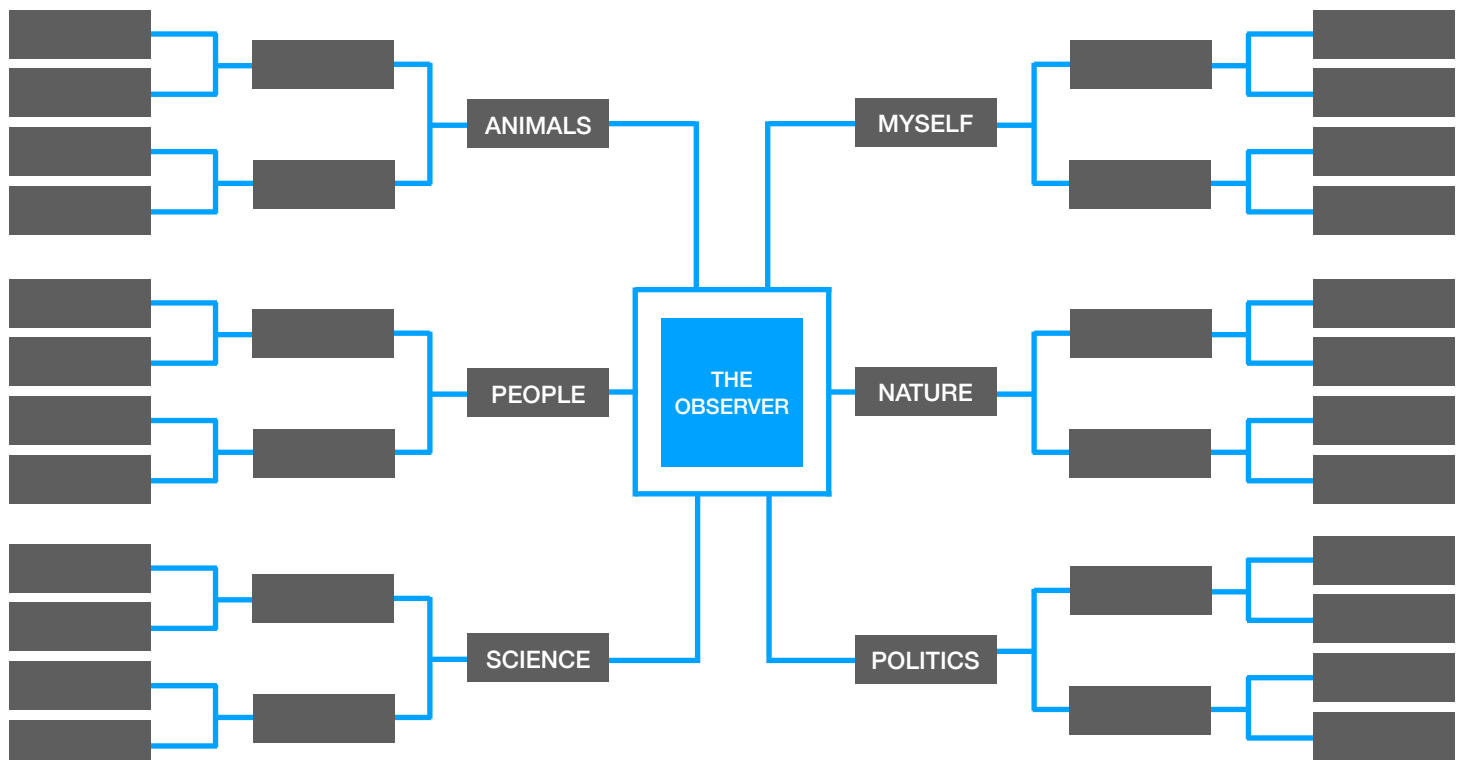 ANIMALS
MYSELF
THE
OBSERVER
PEOPLE
NATURE
SCIENCE
POLITICS